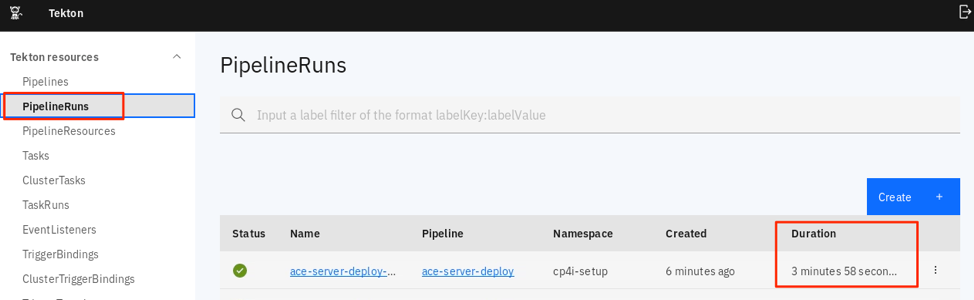 Tekton
Tekton resources
Pipelines
PipelineRuns
PipelineResources
Tasks
ClusterTasks
TaskRuns
EventListeners
TriggerBindings
ClusterTriggerBindings
PipelineRuns
Input a label filter of the format labelKey:labelValue
Create +
Status Name Pipeline Namespace Created Duration
ace-server-deploy-... ace-server-deploy cp4i-setup 6 minutes ago 3 minutes 58 secon...